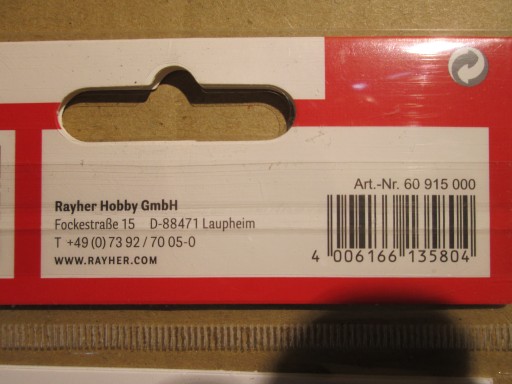 Rayher Hobby GmbH
Fockestraße 15 D-88471 Laupheim
T +49 (0) 73 92 / 70 05-0
WWW.RAYHER.COM
Art.-Nr. 60 915 000
4 006166 135804